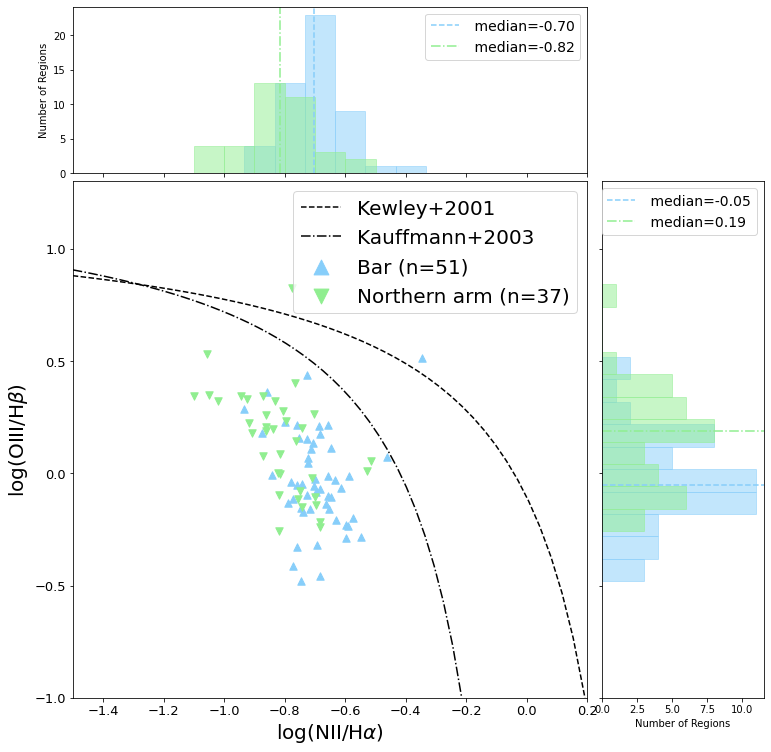 20
15
10
5
0
Number of Regions
median=-0.70
median=-0.82
1.0
0.5
0.0
−0.5
−1.0
log(OIII/Hβ)
Kewley+2001
Kauffmann+2003
Bar (n=51)
Northern arm (n=37)
−1.4 −1.2 −1.0 −0.8 −0.6 −0.4 −0.2 0.0 0.2
log(NII/Hα)
median=-0.05
median=0.19
0.0 2.5 5.0 7.5 10.0
Number of Regions